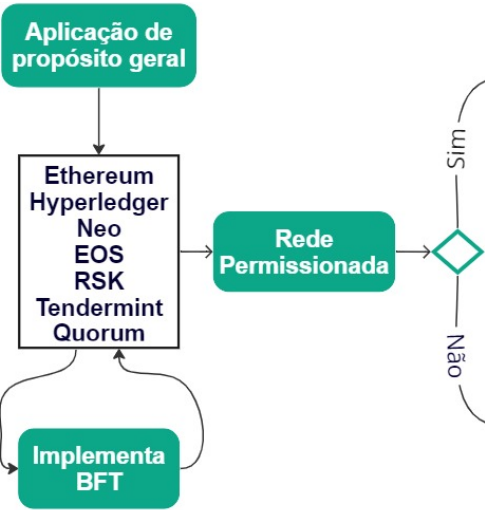 Aplicação de
propósito geral
Ethereum
Hyperledger
Neo
EOS
RSK
Tendermint
Quorum
Rede
Permissionada
Sim
Não
Implementa
BFT